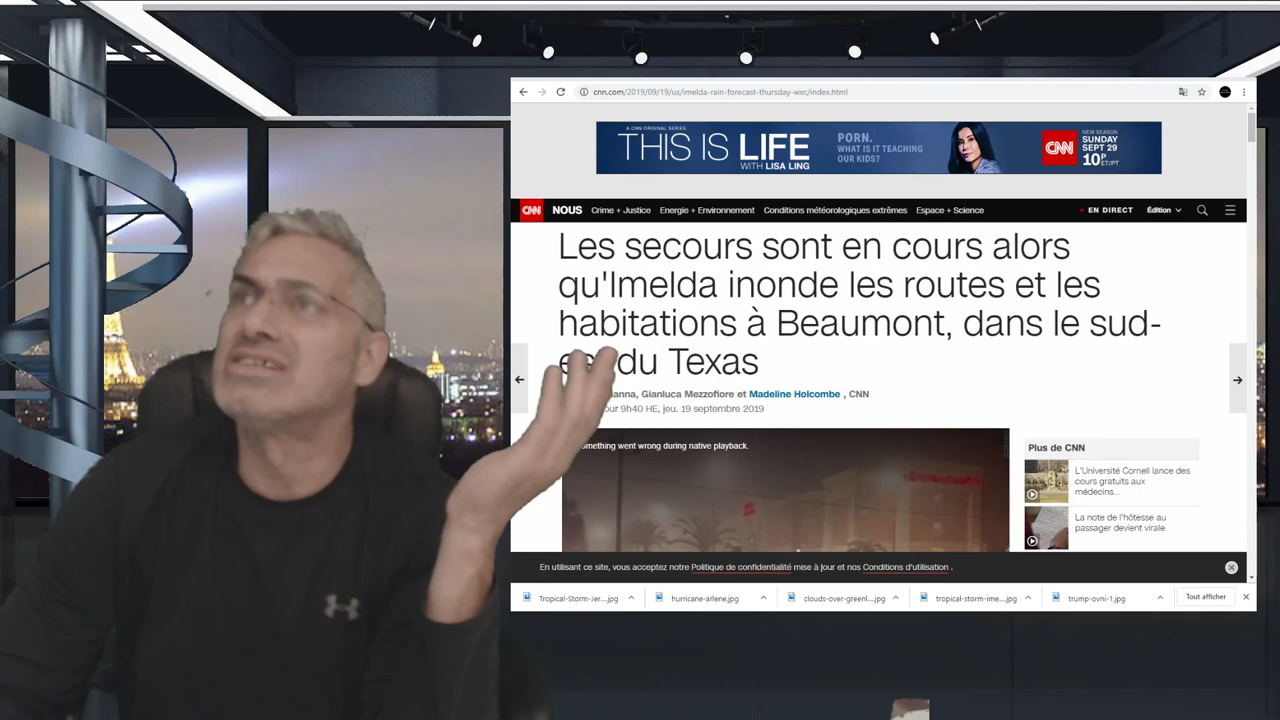 cnn.com/2019/09/19/us/imelda-rain-forecast-thursday-wxc/index.html
A CNN ORIGINAL SERIES
THIS IS LIFE
WITH LISA LING
PORN.
WHAT IS IT TEACHING
OUR KIDS?
CNN
NEW SEASON
SUNDAY
SEPT 29
10P ET/PT
CNN NOUS Crime + Justice Energie + Environnement Conditions météorologiques extrêmes Espace + Science EN DIRECT Édition
Les secours sont en cours alors
qu'Imelda inonde les routes et les
habitations à Beaumont, dans le sud-
du Texas
Gianluca Mezzofiore et Madeline Holcombe , CNN
9h40 HE, jeu. 19 septembre 2019
something went wrong during native playback.
Plus de CNN
L'Université Cornell lance des
cours gratuits aux
médecins...
La note de l'hôtesse au
passager devient virale
En utilisant ce site, vous acceptez notre Politique de confidentialité mise à jour et nos Conditions d'utilisation .
Tropical-Storm-Jer....jpg hurricane-arlene.jpg clouds-over-greenl....jpg tropical-storm-ime....jpg trump-ovni-1.jpg Tout afficher